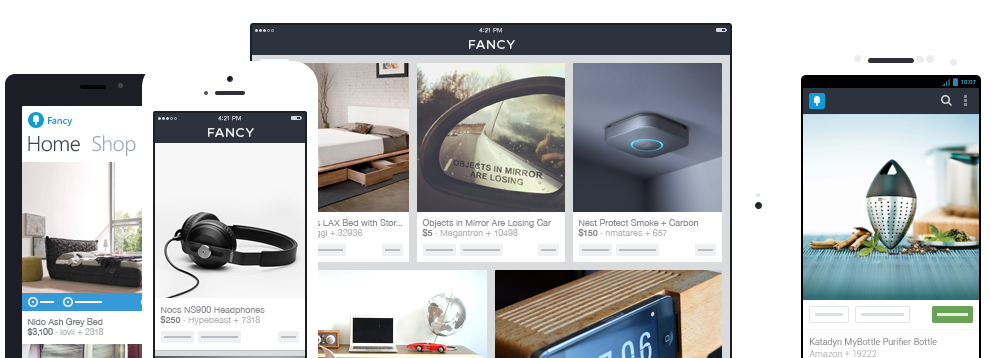 4:21 PM
FANCY
s LAX Bed with Stor...
ggi + 32936
OBJECTS IN MIRROR
ARE LOSING
Objects in Mirror Are Losing Car
$5 · Megantron + 10498
Nest Protect Smoke + Carbon
$150 · nmatares + 657
Fancy
Home Shop
Nido Ash Grey Bed
$3,100 · lovli + 2318
4:21 PM
FANCY
Nocs NS900 Headphones
$250 · Hypebeast + 7318
10:07
Katadyn MyBottle Purifier Bottle
Amazon + 19222